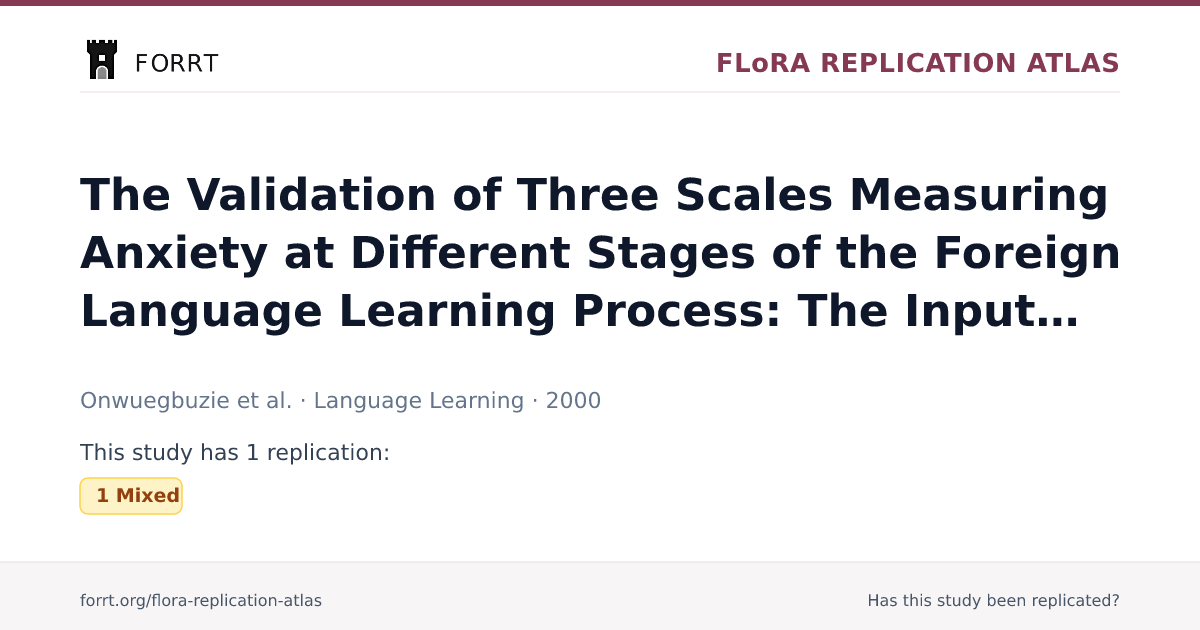 FORRT
FLoRA REPLICATION ATLAS
The Validation of Three Scales Measuring
Anxiety at Different Stages of the Foreign
Language Learning Process: The Input...
Onwuegbuzie et al. · Language Learning · 2000
This study has 1 replication:
1 Mixed
forrt.org/flora-replication-atlas
Has this study been replicated?